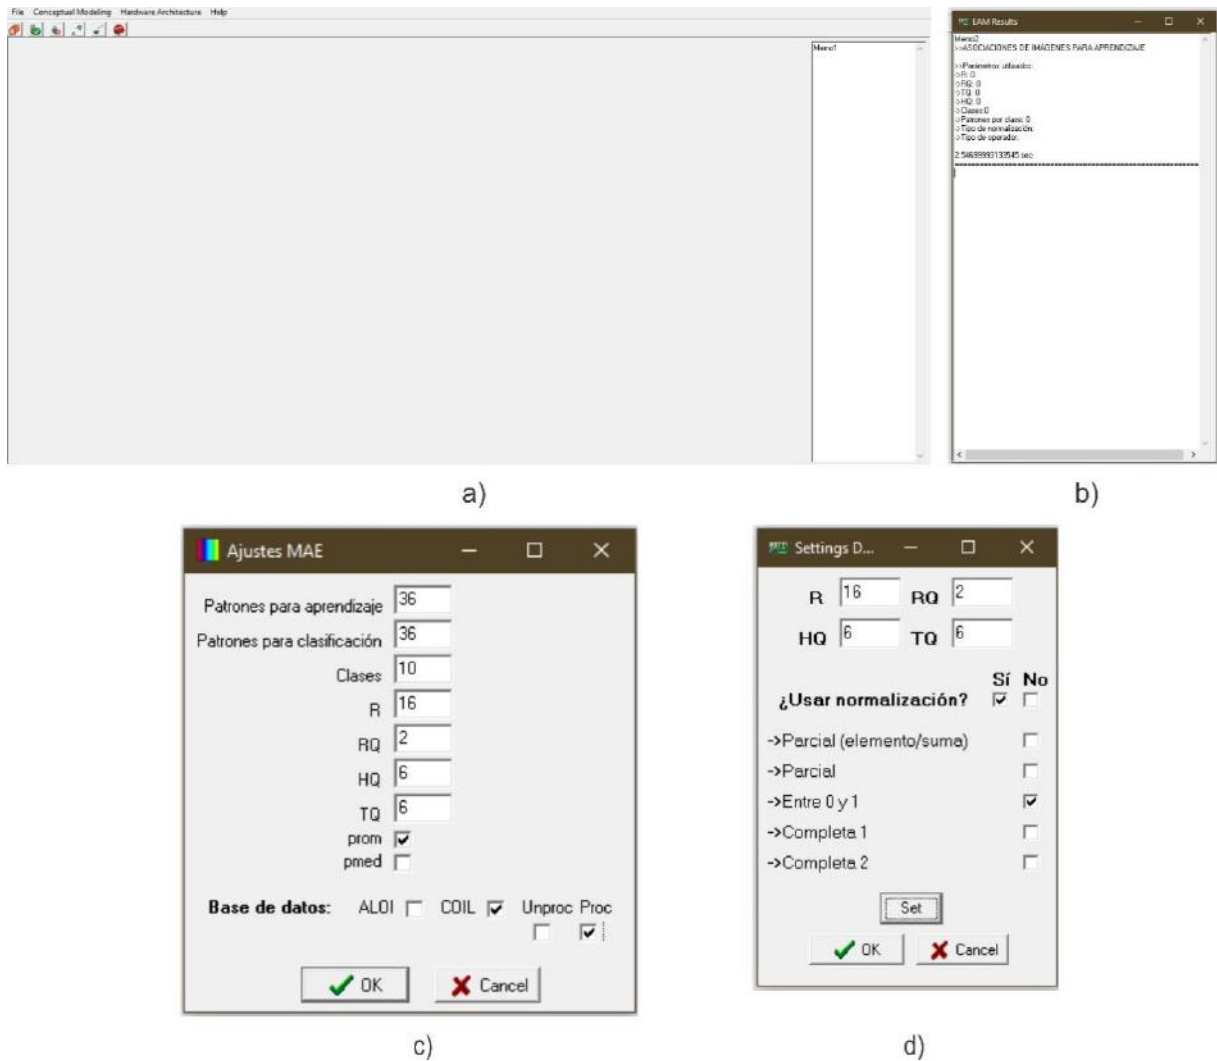 File Conceptual Modeling Hardware Architecture Help
Memo1
EAM Results
Memo2
>>ASOCIACIONES DE IMÁGENES PARA APRENDIZAJE
>>Parámetros utilizados:
->R: 0
->RQ: 0
->TQ: 0
->HQ: 0
->Clases:0
->Patrones por clase: 0
->Tipo de normalización:
->Tipo de operador:
sec
a)
b)
Ajustes MAE
Patrones para aprendizaje 36
Patrones para clasificación 36
Clases 10
R 16
RQ 2
HQ 6
TQ 6
prom
pmed
Base de datos: ALOI COIL Unproc Proc
OK Cancel
c)
Settings D...
R 16 RQ 2
HQ 6 TQ 6
Sí No
¿Usar normalización?
->Parcial (elemento/suma)
->Parcial
->Entre 0 y 1
->Completa 1
->Completa 2
Set
OK Cancel
d)